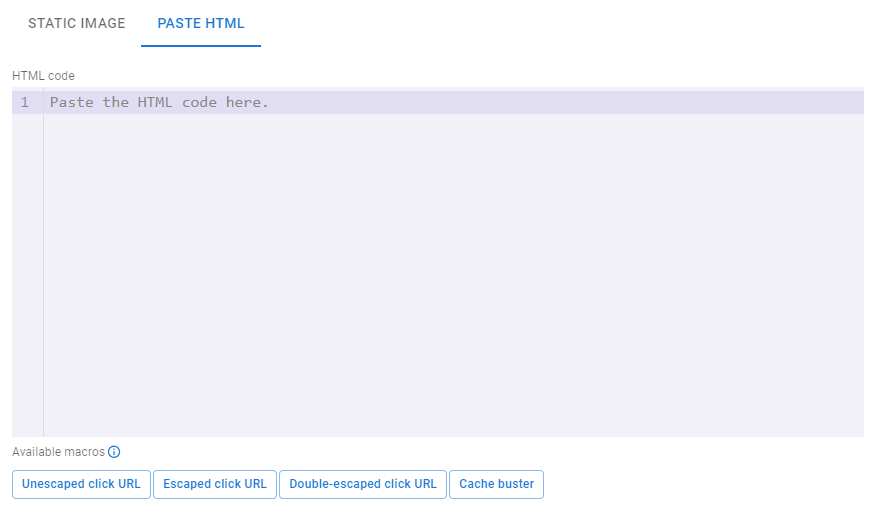 STATIC IMAGE PASTE HTML
HTML code
1 Paste the HTML code here.
Available macros
Unescaped click URL Escaped click URL Double-escaped click URL Cache buster